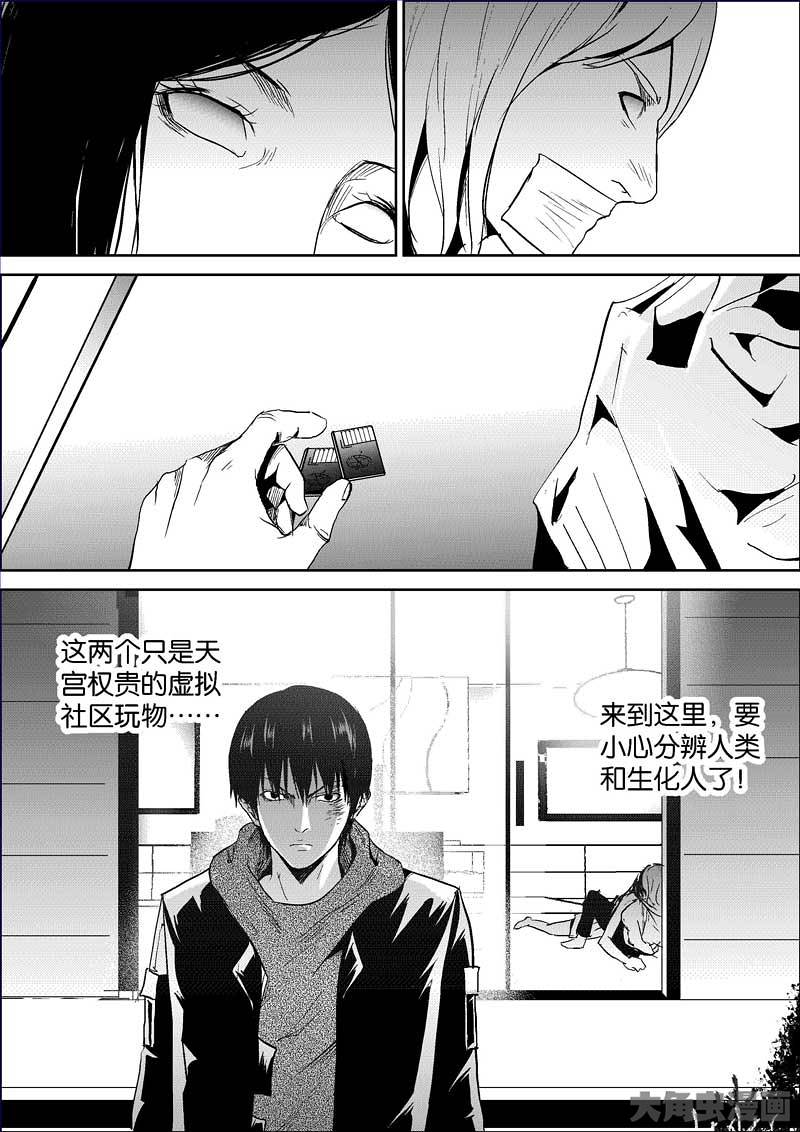 这两个只是天
宫权贵的虚拟
社区玩物……
来到这里，要
小心分辨人类
和生化人了！
大角虫漫画